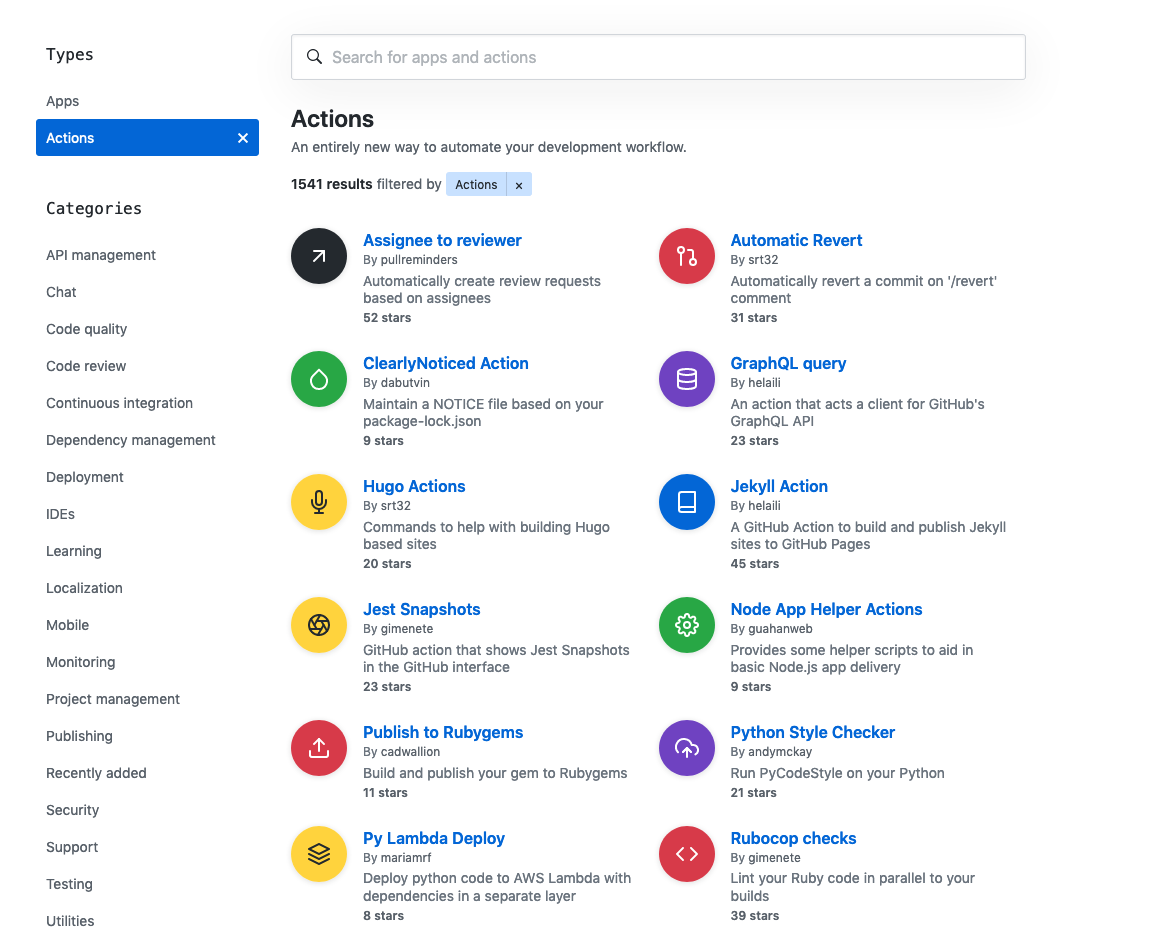 Types
Apps
Actions
Categories
API management
Chat
Code quality
Code review
Continuous integration
Dependency management
Deployment
IDEs
Learning
Localization
Mobile
Monitoring
Project management
Publishing
Recently added
Security
Support
Testing
Utilities
Search for apps and actions
Actions
An entirely new way to automate your development workflow.
1541 results filtered by Actions ×
Assignee to reviewer
By pullreminders
Automatically create review requests
based on assignees
52 stars
Automatic Revert
By srt32
Automatically revert a commit on '/revert'
comment
31 stars
ClearlyNoticed Action
By dabutvin
Maintain a NOTICE file based on your
package-lock.json
9 stars
GraphQL query
By helaili
An action that acts a client for GitHub's
GraphQL API
23 stars
Hugo Actions
By srt32
Commands to help with building Hugo
based sites
20 stars
Jekyll Action
By helaili
A GitHub Action to build and publish Jekyll
sites to GitHub Pages
45 stars
Jest Snapshots
By gimenete
GitHub action that shows Jest Snapshots
in the GitHub interface
23 stars
Node App Helper Actions
By guahanweb
Provides some helper scripts to aid in
basic Node.js app delivery
9 stars
Publish to Rubygems
By cadwallion
Build and publish your gem to Rubygems
11 stars
Python Style Checker
By andymckay
Run PyCodeStyle on your Python
21 stars
Py Lambda Deploy
By mariamrf
Deploy python code to AWS Lambda with
dependencies in a separate layer
8 stars
Rubocop checks
By gimenete
Lint your Ruby code in parallel to your
builds
39 stars